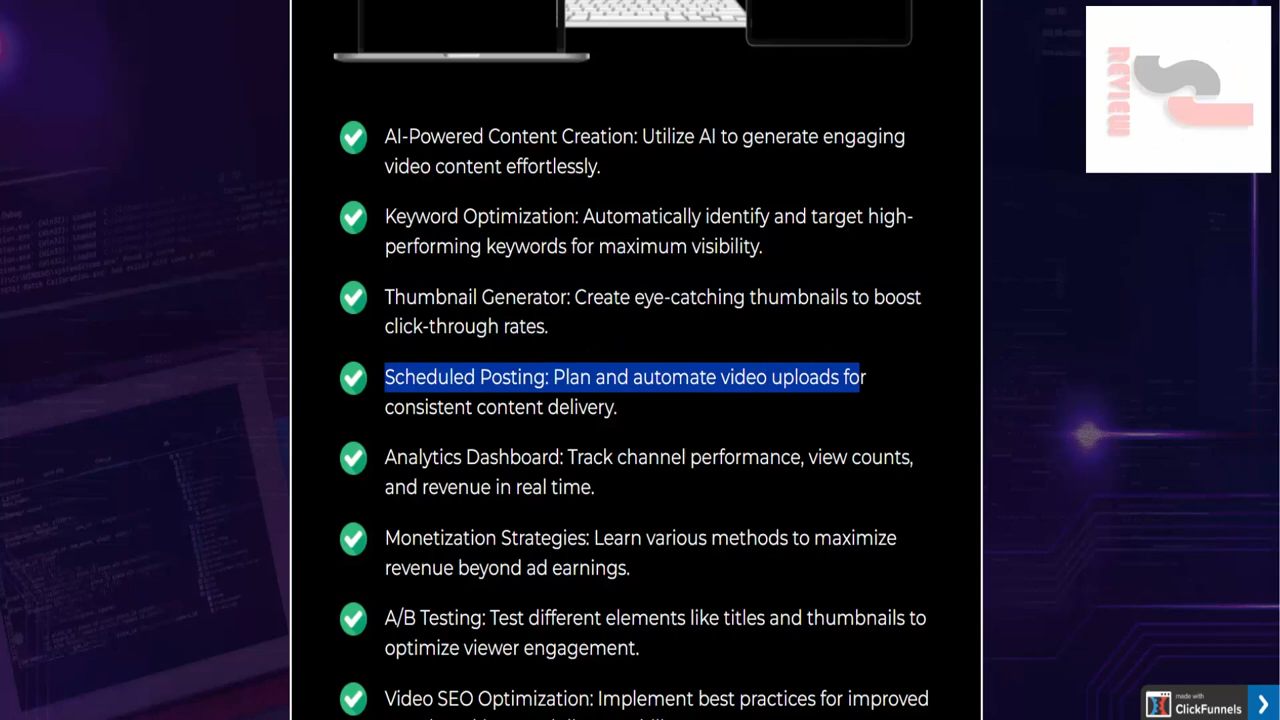 REVIEW
AI-Powered Content Creation: Utilize AI to generate engaging
video content effortlessly.
Keyword Optimization: Automatically identify and target high-
performing keywords for maximum visibility.
Thumbnail Generator: Create eye-catching thumbnails to boost
click-through rates.
Scheduled Posting: Plan and automate video uploads for
consistent content delivery.
Analytics Dashboard: Track channel performance, view counts,
and revenue in real time.
Monetization Strategies: Learn various methods to maximize
revenue beyond ad earnings.
A/B Testing: Test different elements like titles and thumbnails to
optimize viewer engagement.
Video SEO Optimization: Implement best practices for improved
made with
ClickFunnels